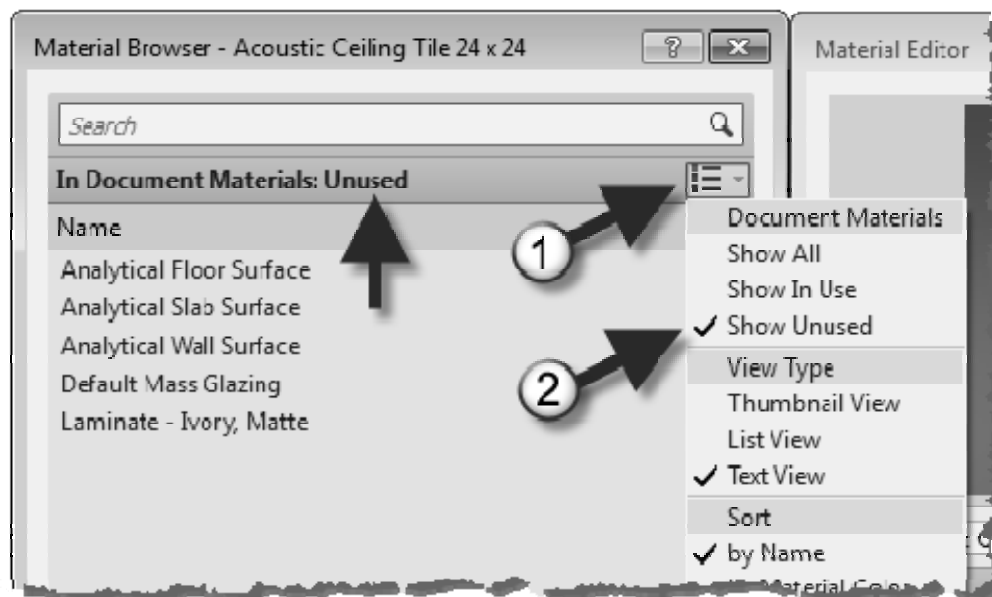 Material Browser - Acoustic Ceiling Tile 24 x 24
?
Material Editor
Search
In Document Materials: Unused
Name
Analytical Floor Surface
Analytical Slab Surface
Analytical Wall Surface
Default Mass Glazing
Laminate - Ivory, Matte
1
2
Document Materials
Show All
Show In Use
Show Unused
View Type
Thumbnail View
List View
Text View
Sort
by Name
Material Color